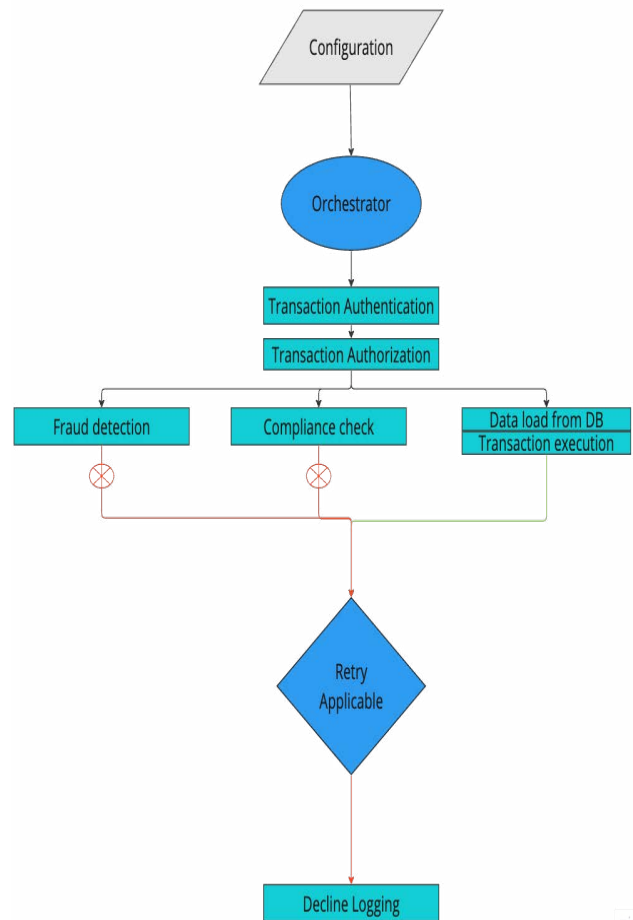 Configuration
Orchestrator
Transaction Authentication
Transaction Authorization
Fraud detection
Compliance check
Data load from DB
Transaction execution
Retry
Applicable
Decline Logging